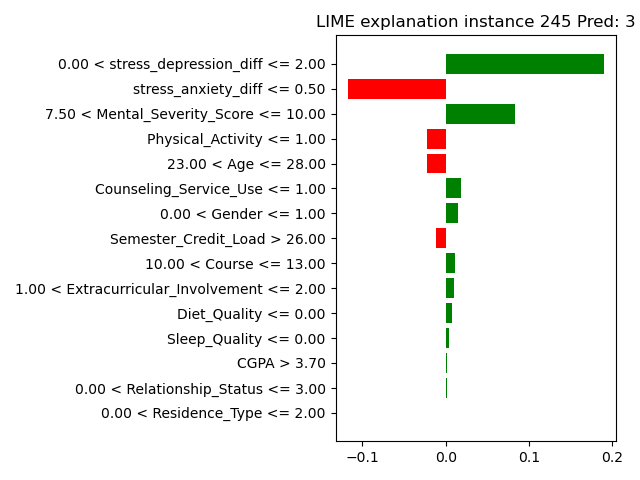 LIME explanation instance 245 Pred: 3
0.00 < stress_depression_diff <= 2.00
stress_anxiety_diff <= 0.50
7.50 < Mental_Severity_Score <= 10.00
Physical_Activity <= 1.00
23.00 < Age <= 28.00
Counseling_Service_Use <= 1.00
0.00 < Gender <= 1.00
Semester_Credit_Load > 26.00
10.00 < Course <= 13.00
1.00 < Extracurricular_Involvement <= 2.00
Diet_Quality <= 0.00
Sleep_Quality <= 0.00
CGPA > 3.70
0.00 < Relationship_Status <= 3.00
0.00 < Residence_Type <= 2.00
−0.1 0.0 0.1 0.2